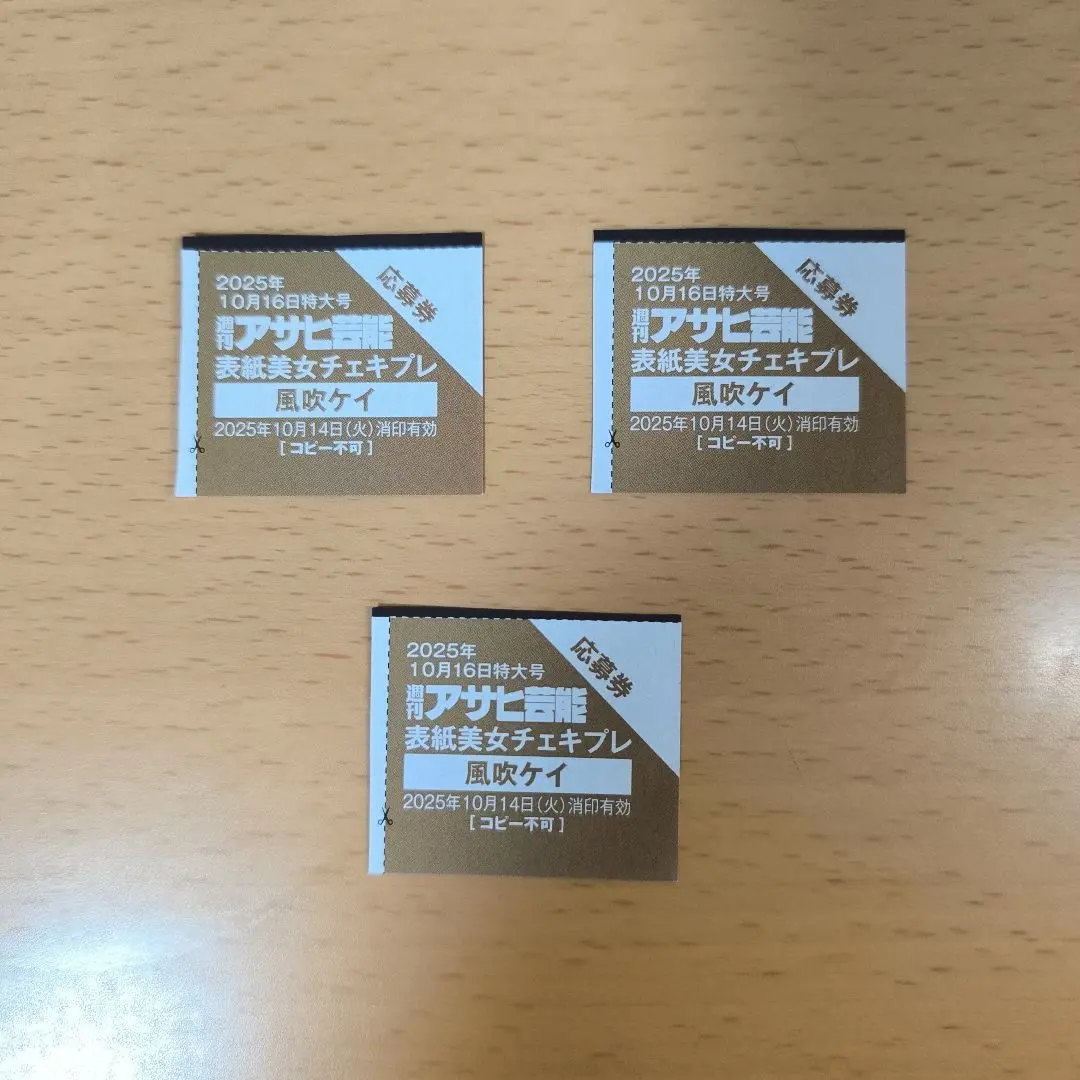 2025年
10月16日特大号
週刊アサヒ芸能
表紙美女チェキプレ
風吹ケイ
2025年10月14日(火)消印有効
[コピー不可]
応募券
2025年
10月16日特大号
週刊アサヒ芸能
表紙美女チェキプレ
風吹ケイ
2025年10月14日(火)消印有効
[コピー不可]
応募券
2025年
10月16日特大号
週刊アサヒ芸能
表紙美女チェキプレ
風吹ケイ
2025年10月14日(火)消印有効
[コピー不可]
応募券